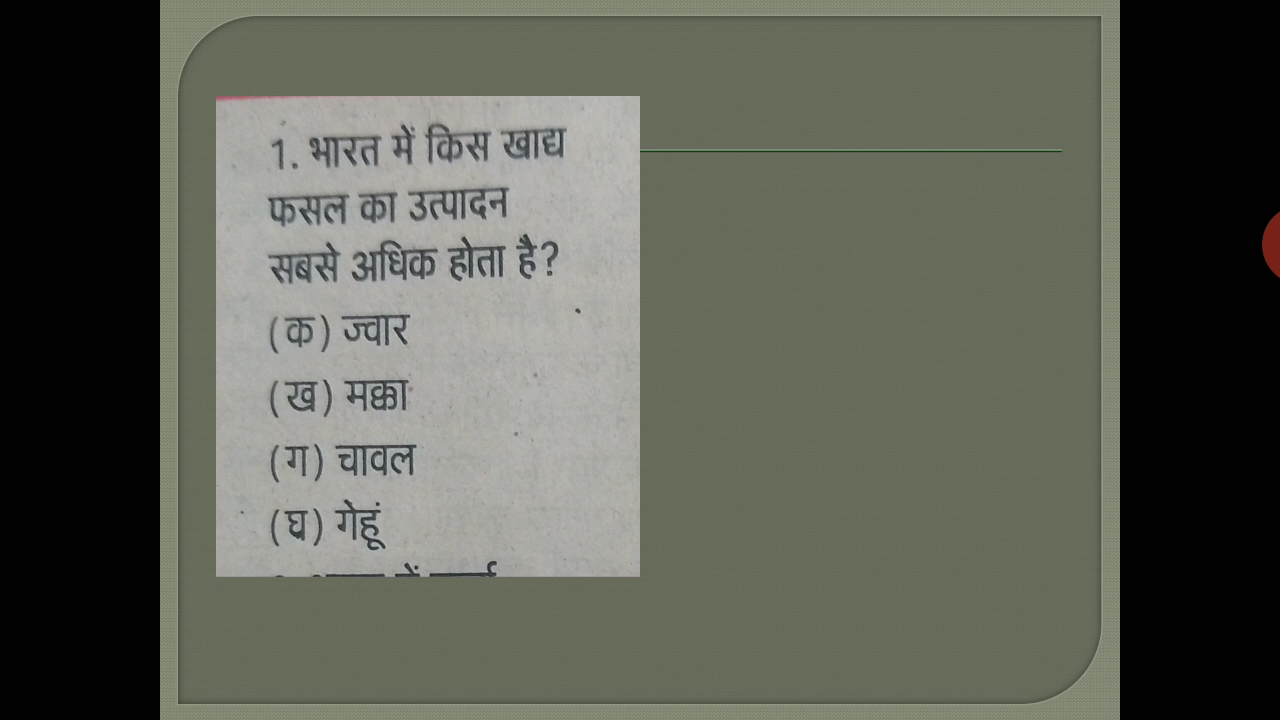 1. भारत में किस खाद्य
फसल का उत्पादन
सबसे अधिक होता है?
(क) ज्वार
(ख) मक्का
(ग) चावल
(घ) गेहूं